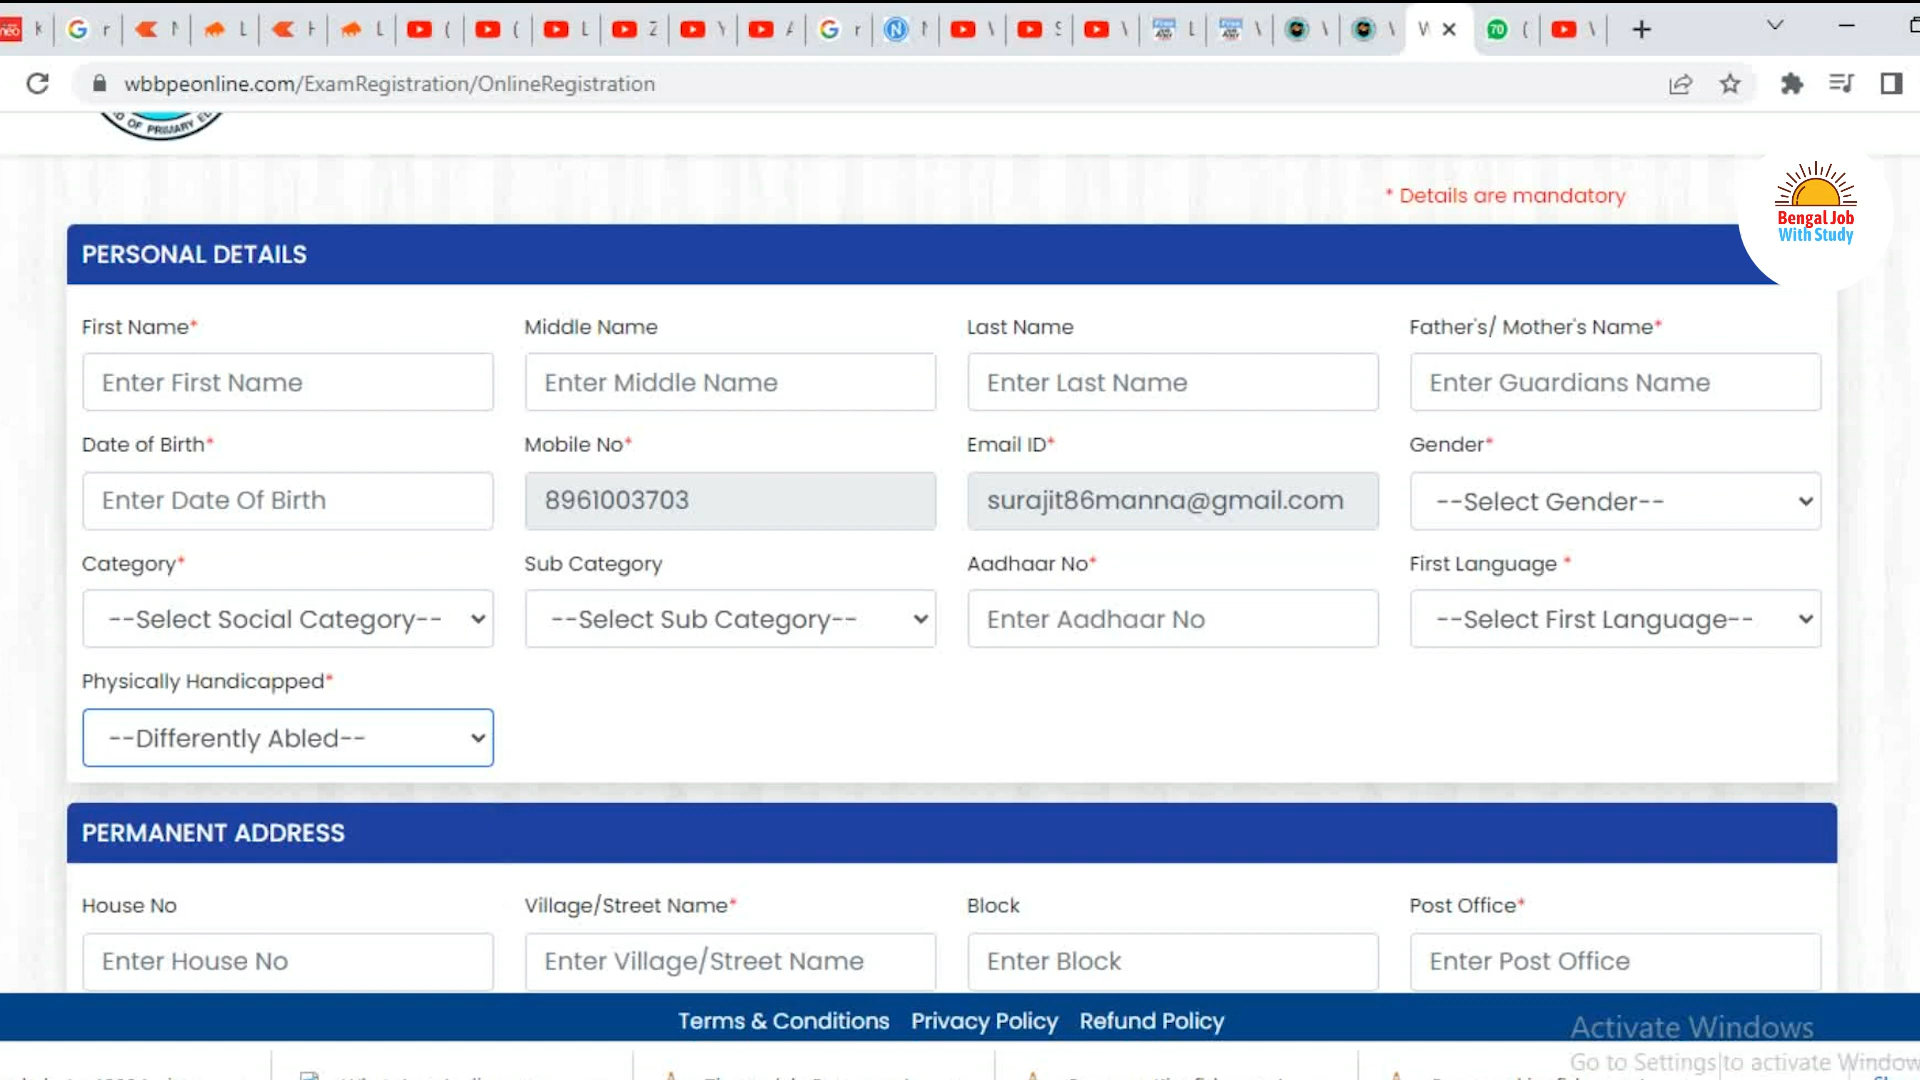 wbbpeonline.com/ExamRegistration/OnlineRegistration
OF PRIMARY
* Details are mandatory
Bengal Job
With Study
PERSONAL DETAILS
First Name* Middle Name Last Name Father's/ Mother's Name*
Enter First Name Enter Middle Name Enter Last Name Enter Guardians Name
Date of Birth* Mobile No* Email ID* Gender*
Enter Date Of Birth 8961003703 surajit86manna@gmail.com --Select Gender--
Category* Sub Category Aadhaar No* First Language *
--Select Social Category-- --Select Sub Category-- Enter Aadhaar No --Select First Language--
Physically Handicapped*
--Differently Abled--
PERMANENT ADDRESS
House No Village/Street Name* Block Post Office*
Enter House No Enter Village/Street Name Enter Block Enter Post Office
Terms & Conditions Privacy Policy Refund Policy
Activate Windows
Go to Settings to activate Window